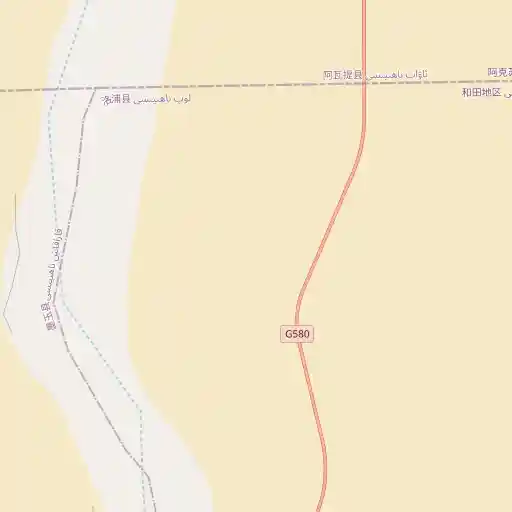 阿瓦提县 ئاۋات ناھىيىسى
阿克
和田地区
洛浦县 لوپ ناھىيىسى
墨玉县 قاراقاش ناھىيىسى
G580